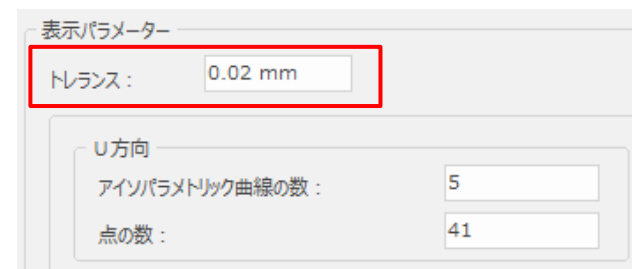 表示パラメーター
トレランス： 0.02 mm
U方向
アイソパラメトリック曲線の数： 5
点の数： 41